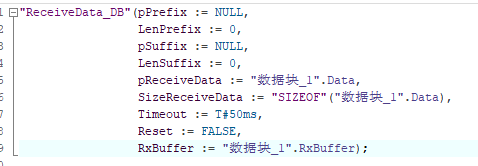 1 "ReceiveData_DB"(pPrefix := NULL,
2 LenPrefix := 0,
3 pSuffix := NULL,
4 LenSuffix := 0,
5 pReceiveData := "数据块_1".Data,
6 SizeReceiveData := "SIZEOF"("数据块_1".Data),
7 Timeout := T#50ms,
8 Reset := FALSE,
9 RxBuffer := "数据块_1".RxBuffer);
0